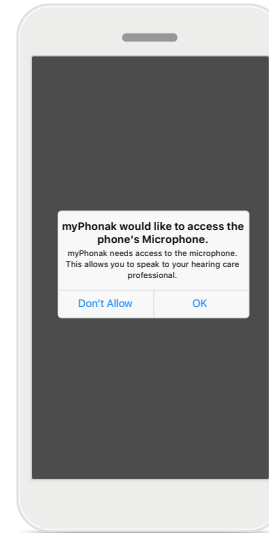 myPhonak would like to access the
phone’s Microphone.
myPhonak needs access to the microphone.
This allows you to speak to your hearing care
professional.
Don’t Allow
OK